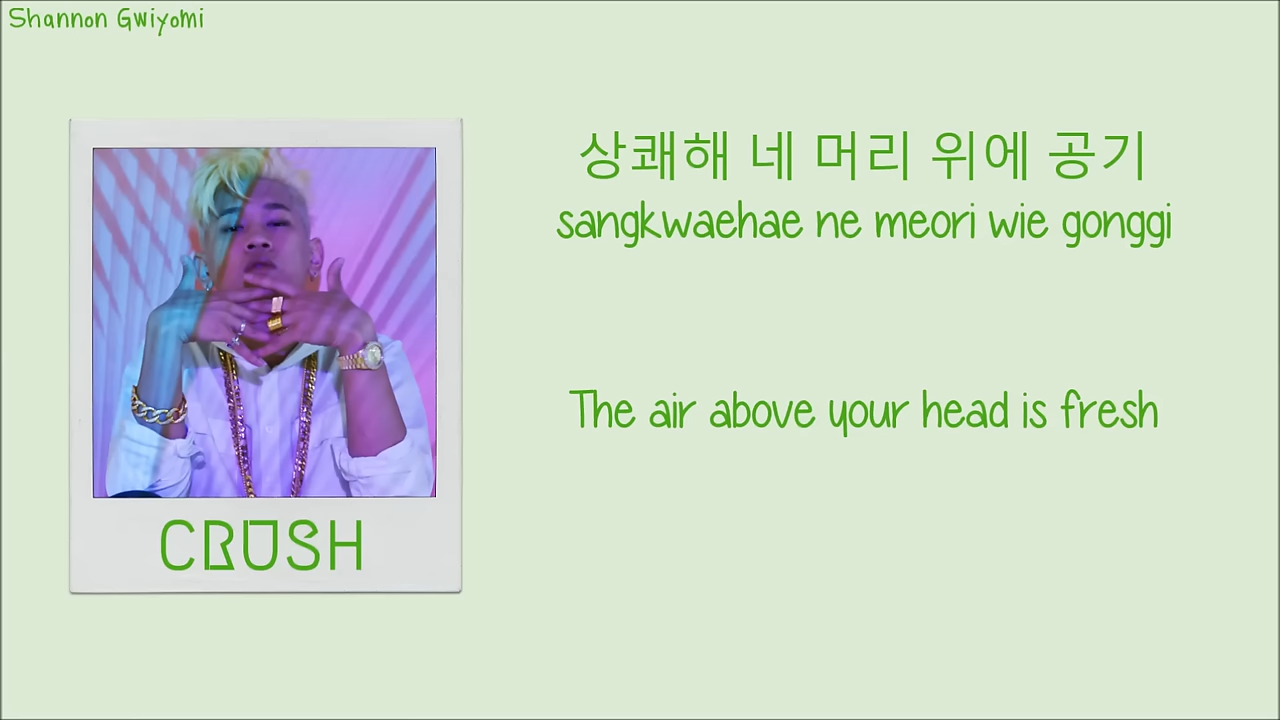 Shannon Gwiyomi
상쾌해 네 머리 위에 공기
sangkwaehae ne meori wie gonggi
The air above your head is fresh
CRUSH